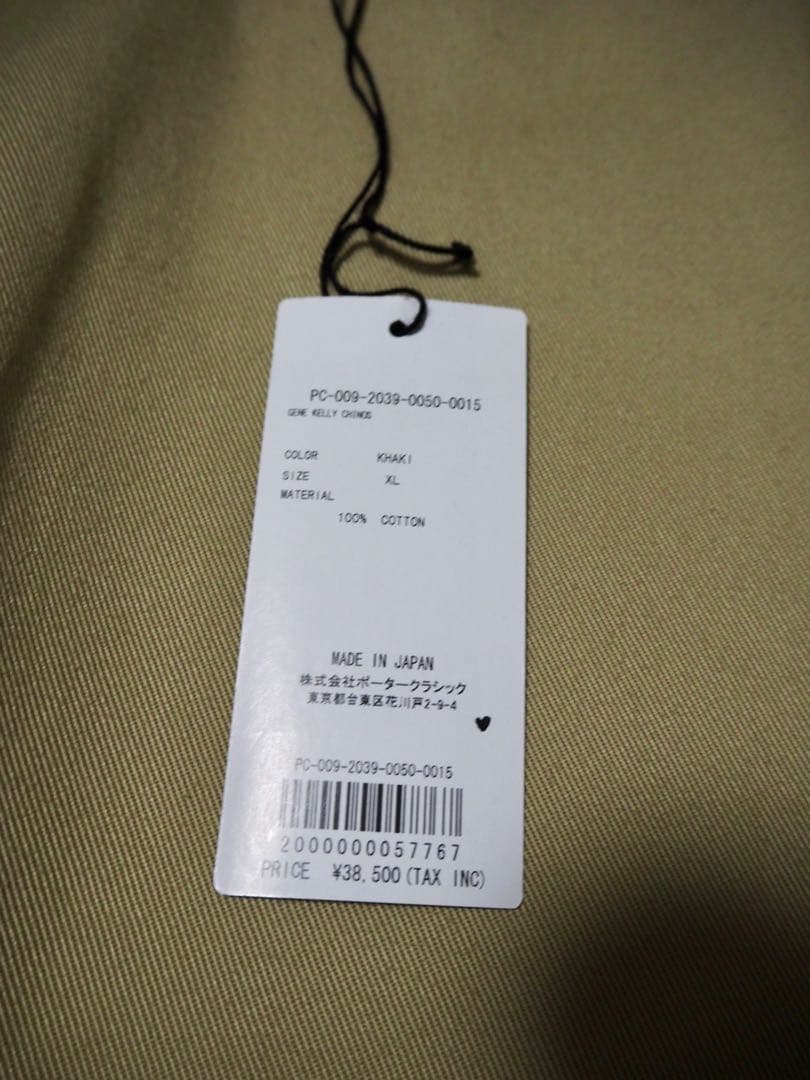 PC-009-2039-0050-0015
GENE KELLY CHINOS
COLOR KHAKI
SIZE XL
MATERIAL
100% COTTON
MADE IN JAPAN
株式会社ポータークラシック
東京都台東区花川戸2-9-4
PC-009-2039-0050-0015
2000000057767
PRICE ¥38,500(TAX INC)